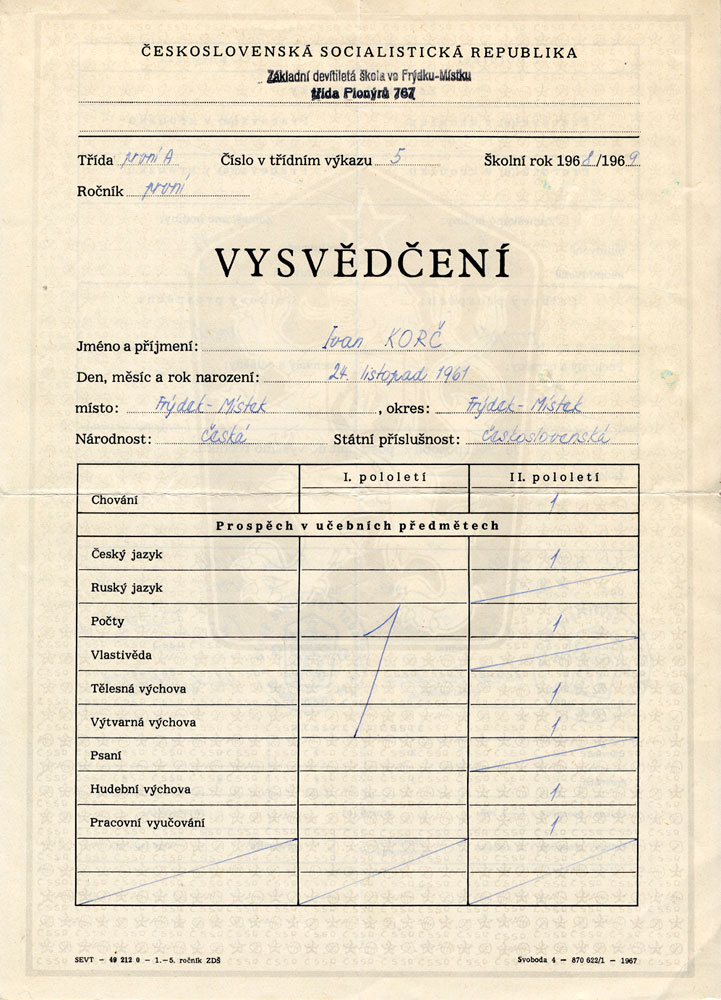 ČESKOSLOVENSKÁ SOCIALISTICKÁ REPUBLIKA
Základní devítiletá škola ve Frýdku-Místku
třída Pionýrů 767
Třída první A Číslo v třídním výkazu 5 Školní rok 1968/1969
Ročník první
VYSVĚDČENÍ
Jméno a příjmení: Ivan KORČ
Den, měsíc a rok narození: 24. listopad 1961
místo: Frýdek-Místek, okres: Frýdek-Místek
Národnost: česká Státní příslušnost: československá
I. pololetí II. pololetí
Chování 1
Prospěch v učebních předmětech
Český jazyk 1
Ruský jazyk
Počty 1 1
Vlastivěda
Tělesná výchova 1
Výtvarná výchova 1
Psaní
Hudební výchova 1
Pracovní vyučování 1
SEVT – 49 212 0 – 1.–5. ročník ZDŠ Svoboda 4 – 870 622/1 – 1967